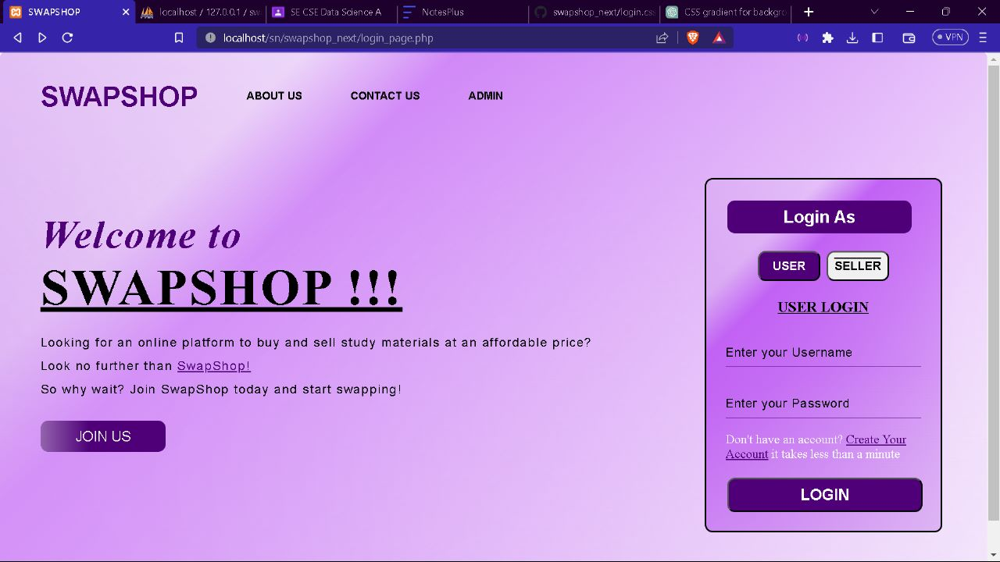 SWAPSHOP
localhost / 127.0.0.1 / sw
SE CSE Data Science A
NotesPlus
swapshop_next/login.cs
CSS gradient for backgro
localhost/sn/swapshop_next/login_page.php
VPN
SWAPSHOP
ABOUT US
CONTACT US
ADMIN
Welcome to
SWAPSHOP !!!
Looking for an online platform to buy and sell study materials at an affordable price?
Look no further than SwapShop!
So why wait? Join SwapShop today and start swapping!
JOIN US
Login As
USER SELLER
USER LOGIN
Enter your Username
Enter your Password
Don't have an account? Create Your
Account it takes less than a minute
LOGIN